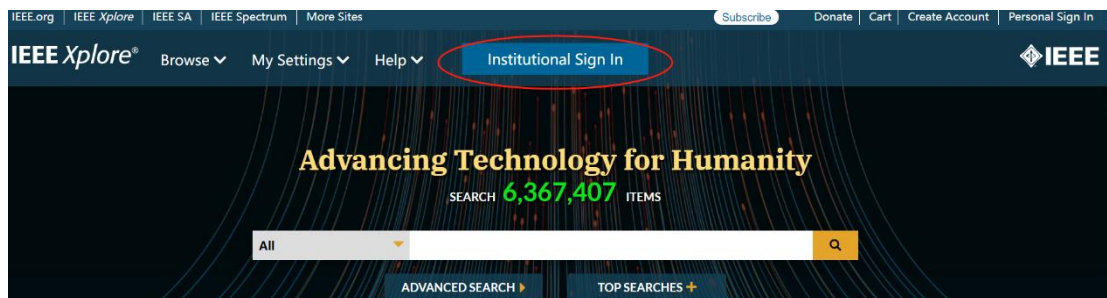 IEEE.org IEEE Xplore IEEE SA IEEE Spectrum More Sites Subscribe Donate Cart Create Account Personal Sign In
IEEE Xplore® Browse My Settings Help Institutional Sign In IEEE
Advancing Technology for Humanity
SEARCH 6,367,407 ITEMS
All
ADVANCED SEARCH TOP SEARCHES